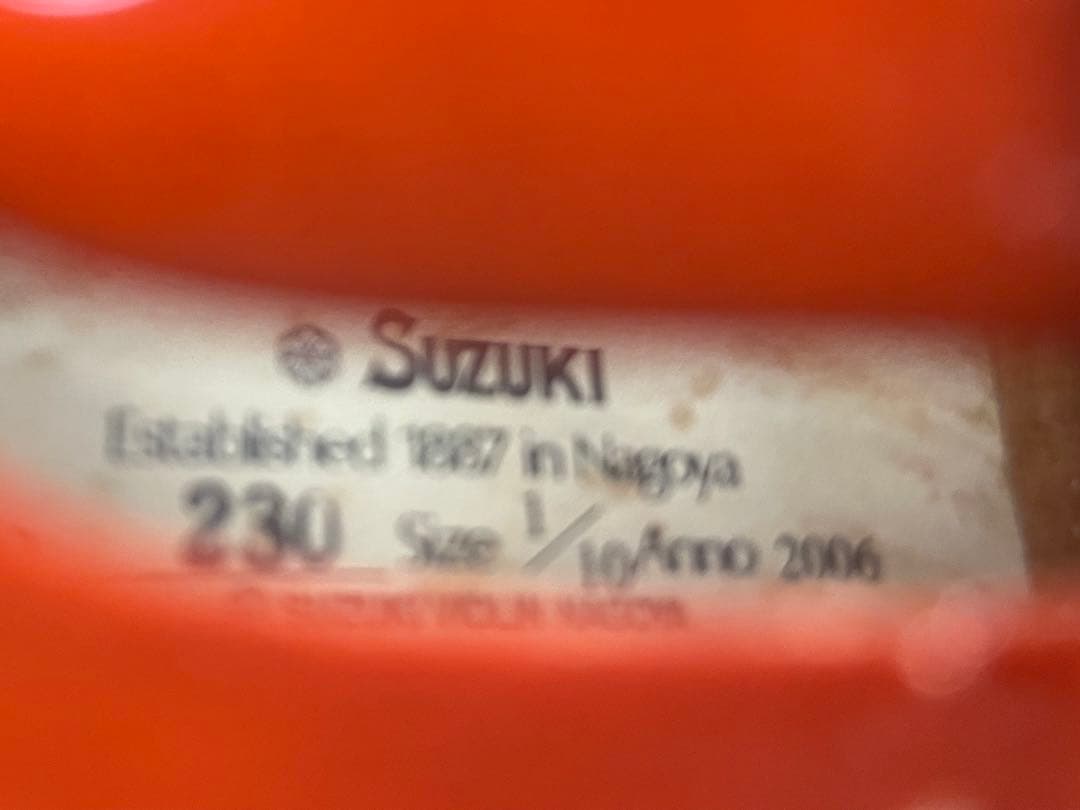 SUZUKI
Established 1887 in Nagoya
230 Size 1/10 Anno 2006